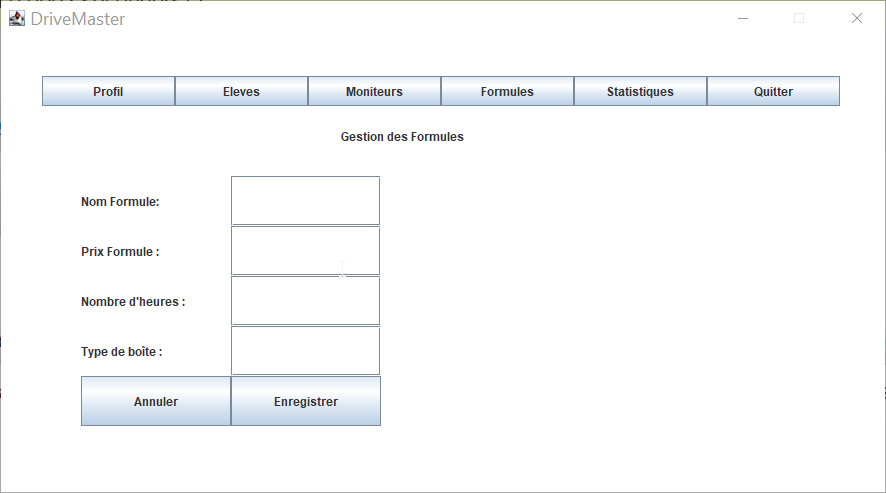 DriveMaster
Profil Eleves Moniteurs Formules Statistiques Quitter
Gestion des Formules
Nom Formule:
Prix Formule :
Nombre d'heures :
Type de boîte :
Annuler Enregistrer